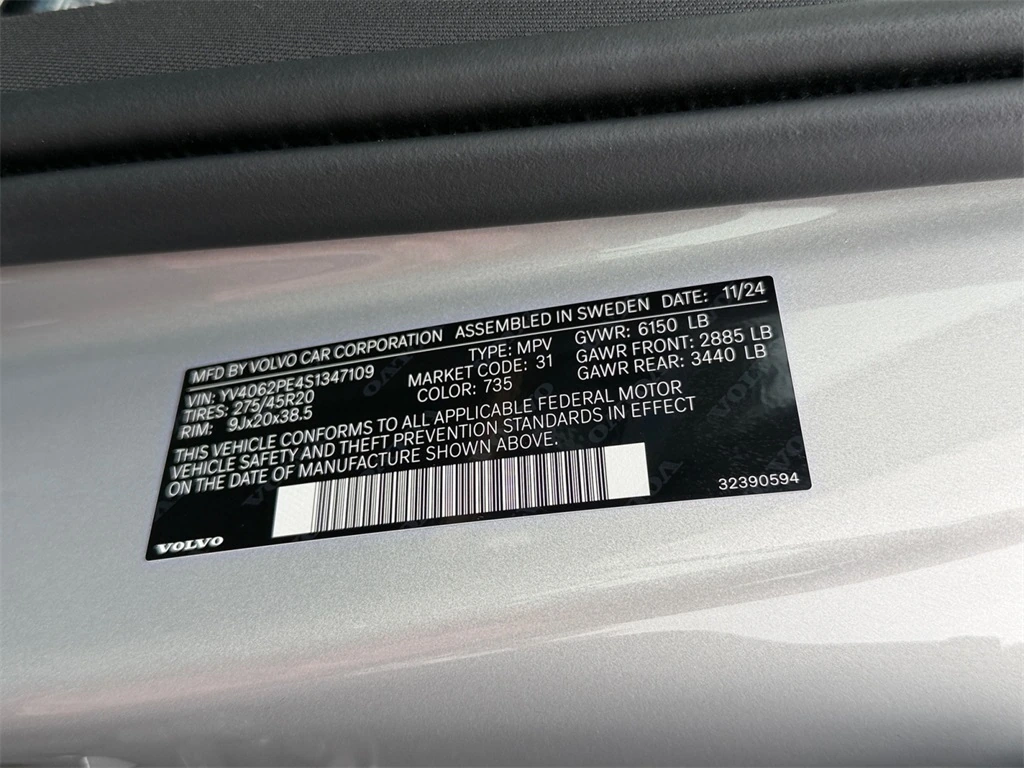 MFD BY VOLVO CAR CORPORATION ASSEMBLED IN SWEDEN DATE: 11/24
VIN: YV4062PE4S1347109 TYPE: MPV GVWR: 6150 LB
TIRES: 275/45R20 MARKET CODE: 31 GAWR FRONT: 2885 LB
RIM: 9Jx20x38.5 COLOR: 735 GAWR REAR: 3440 LB
THIS VEHICLE CONFORMS TO ALL APPLICABLE FEDERAL MOTOR
VEHICLE SAFETY AND THEFT PREVENTION STANDARDS IN EFFECT
ON THE DATE OF MANUFACTURE SHOWN ABOVE.
VOLVO 32390594